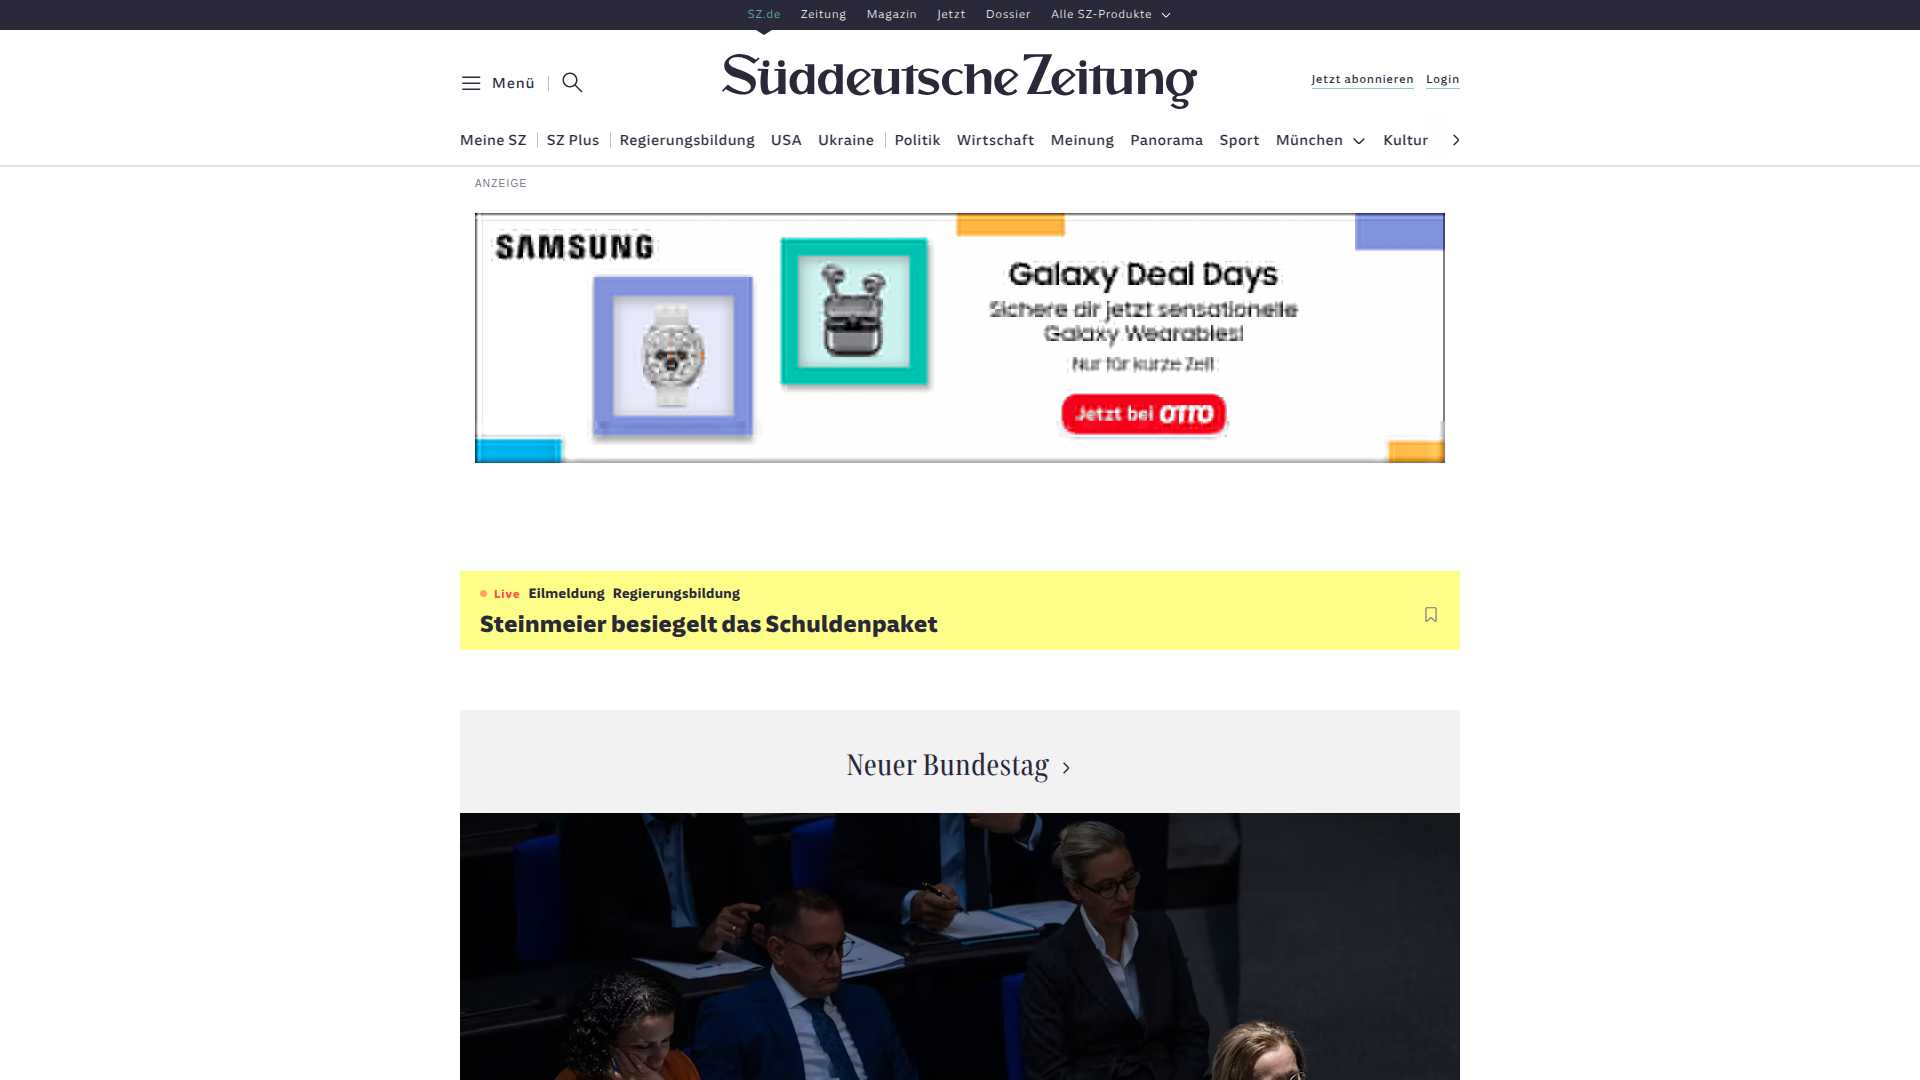 SZ.de Zeitung Magazin Jetzt Dossier Alle SZ-Produkte
Menü
Süddeutsche Zeitung
Jetzt abonnieren Login
Meine SZ SZ Plus Regierungsbildung USA Ukraine Politik Wirtschaft Meinung Panorama Sport München Kultur
ANZEIGE
SAMSUNG
Galaxy Deal Days
Sichere dir jetzt sensationelle
Galaxy Wearables!
Nur für kurze Zeit
Jetzt bei OTTO
Live Eilmeldung Regierungsbildung
Steinmeier besiegelt das Schuldenpaket
Neuer Bundestag